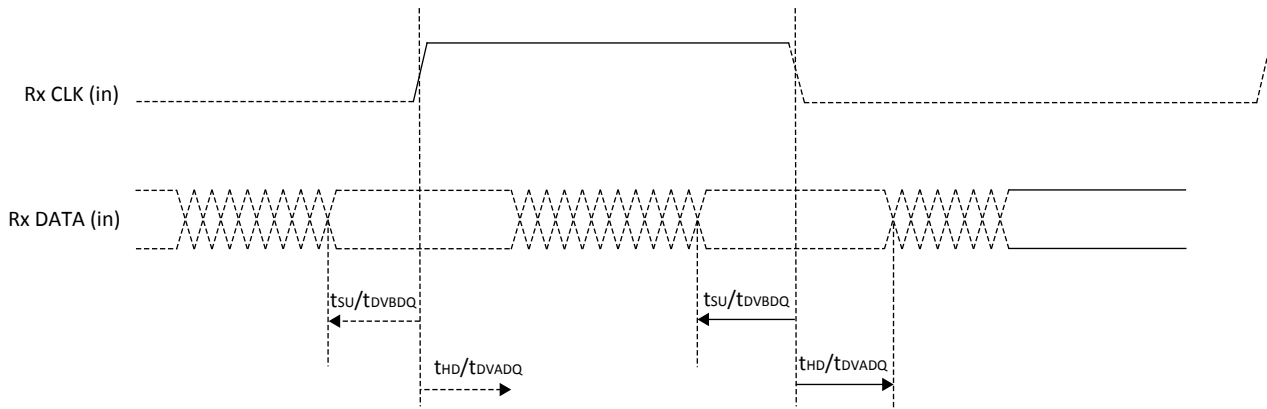 Rx CLK (in)
Rx DATA (in)
tSU/tDVBDQ
tSU/tDVBDQ
tHD/tDVADQ
tHD/tDVADQ